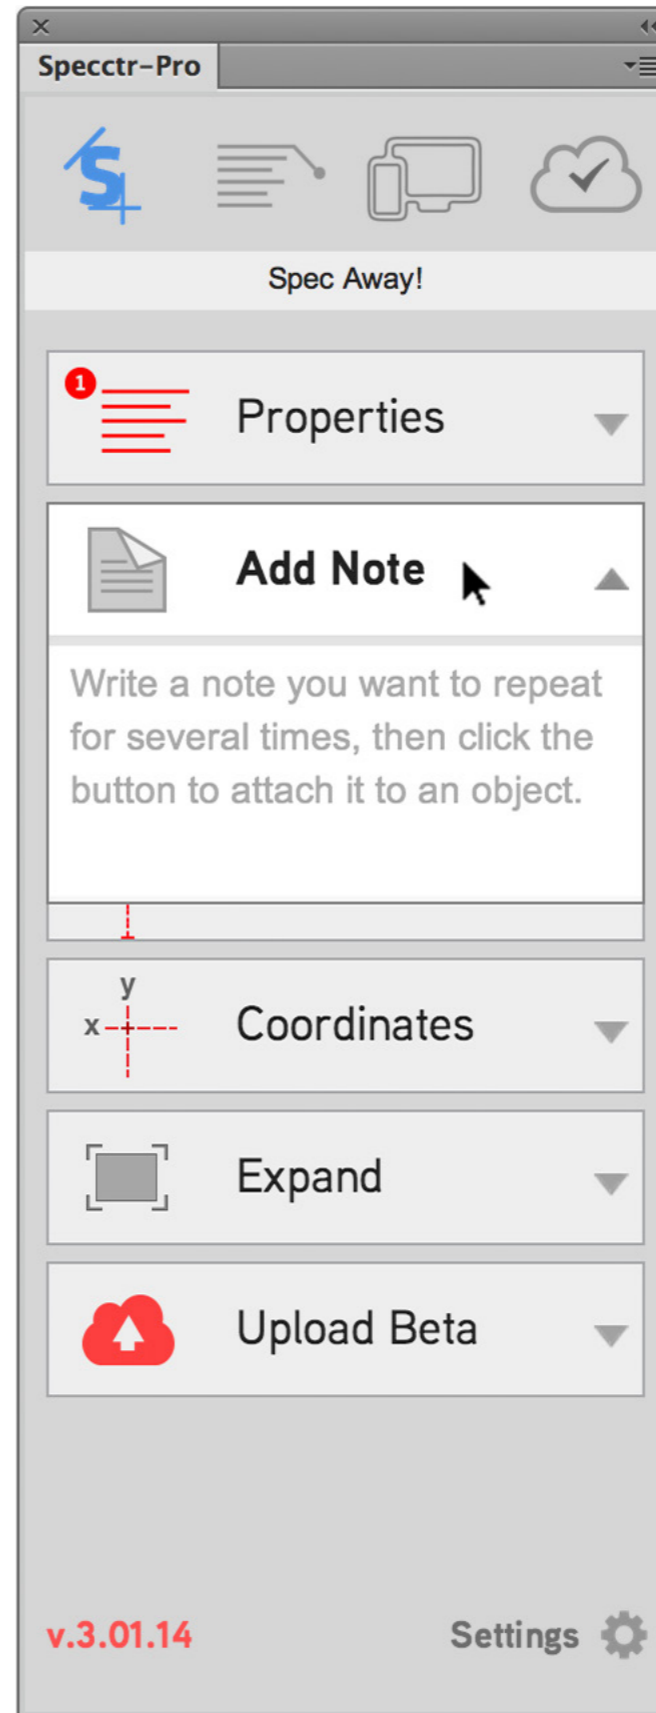 Specctr-Pro
S
Spec Away!
1
Properties
Add Note
Write a note you want to repeat
for several times, then click the
button to attach it to an object.
y
x
Coordinates
Expand
Upload Beta
v.3.01.14
Settings